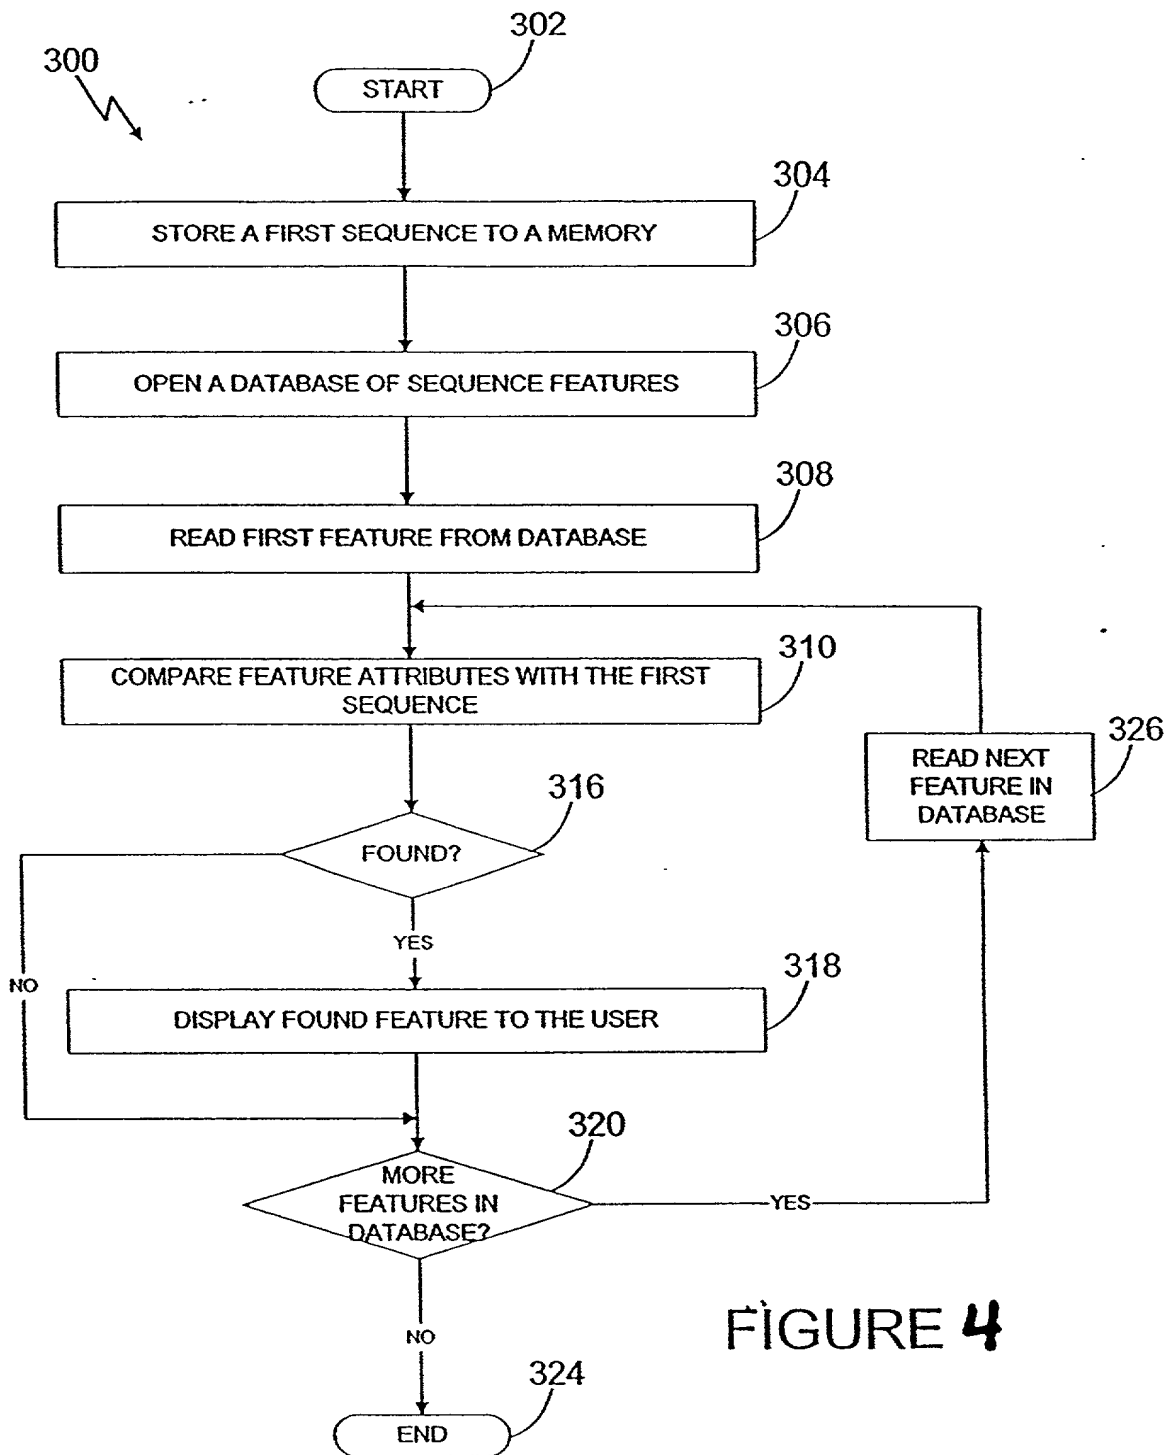 302
300
START
304
STORE A FIRST SEQUENCE TO A MEMORY
306
OPEN A DATABASE OF SEQUENCE FEATURES
308
READ FIRST FEATURE FROM DATABASE
310
COMPARE FEATURE ATTRIBUTES WITH THE FIRST
SEQUENCE
326
READ NEXT
FEATURE IN
DATABASE
316
FOUND?
YES
NO
318
DISPLAY FOUND FEATURE TO THE USER
320
MORE
FEATURES IN
DATABASE?
YES
NO
FIGURE 4
324
END